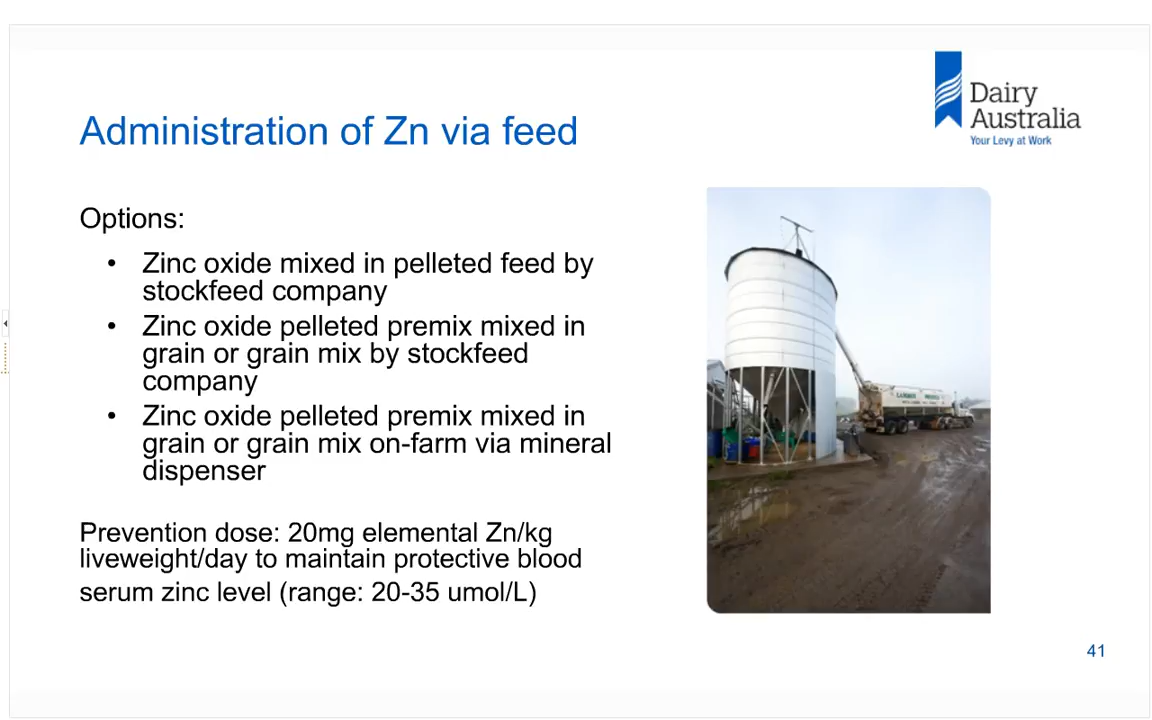 Dairy
Australia
Your Levy at Work
Administration of Zn via feed
Options:
• Zinc oxide mixed in pelleted feed by
stockfeed company
• Zinc oxide pelleted premix mixed in
grain or grain mix by stockfeed
company
• Zinc oxide pelleted premix mixed in
grain or grain mix on-farm via mineral
dispenser
Prevention dose: 20mg elemental Zn/kg
liveweight/day to maintain protective blood
serum zinc level (range: 20-35 umol/L)
41